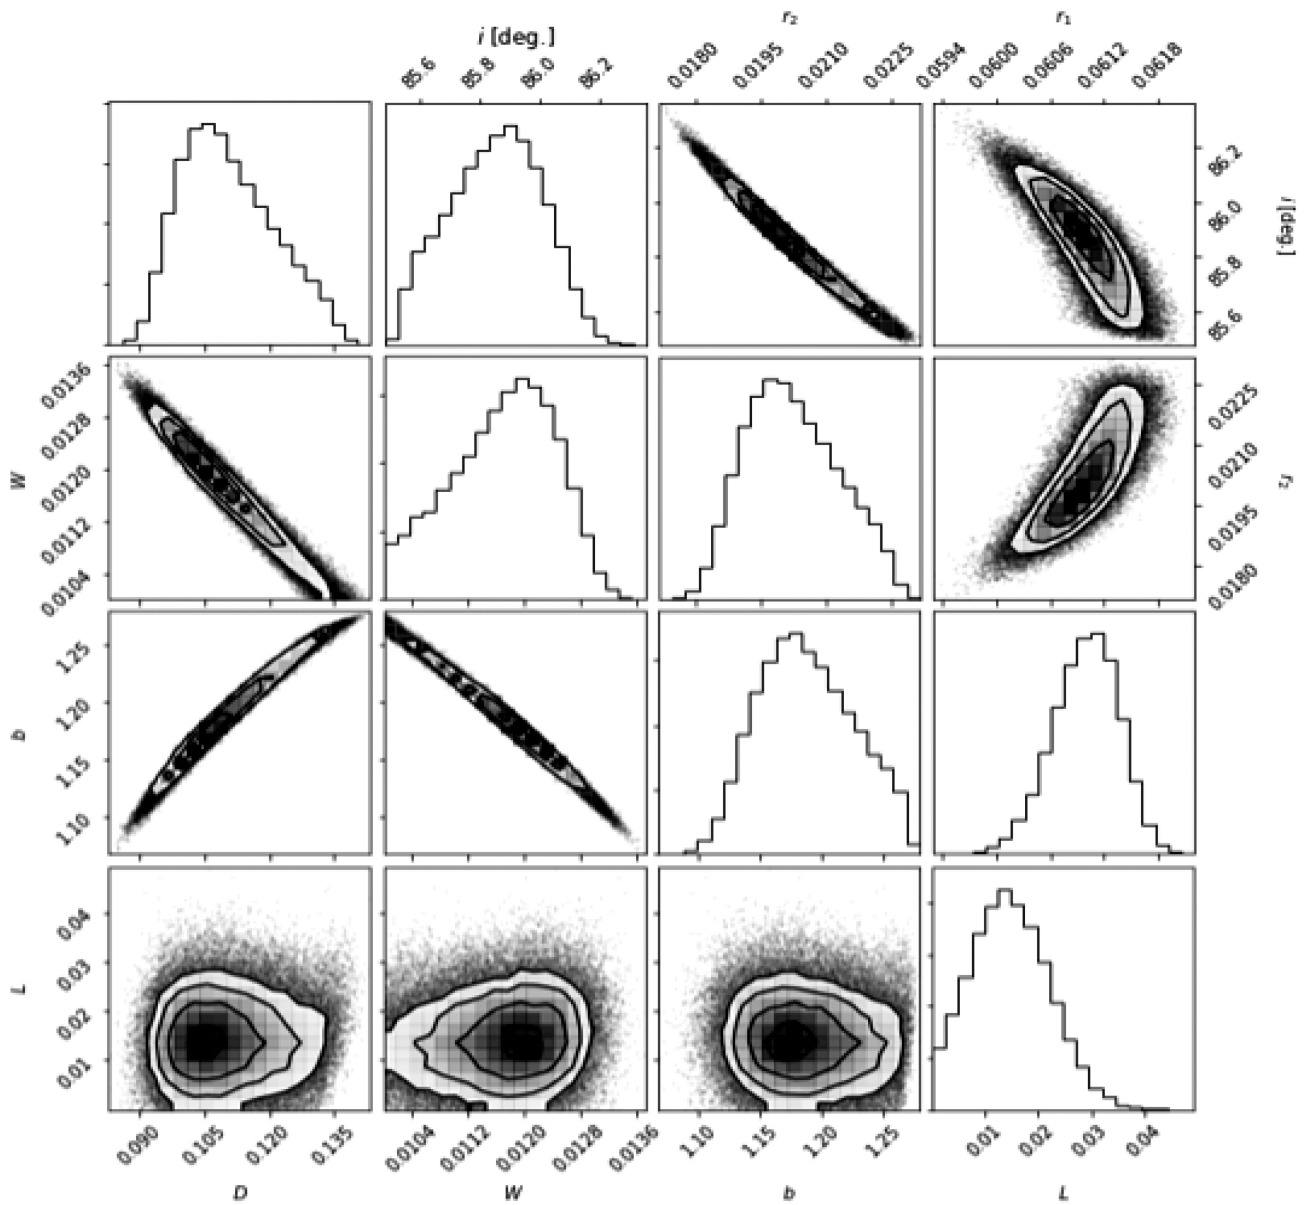 i [deg.]
r₂
r₁
85.6 85.8 86.0 86.2
0.0180 0.0195 0.0210 0.0225
0.0594 0.0600 0.0606 0.0612 0.0618
86.2
86.0
85.8
85.6
i [deg.]
0.0136
0.0128
0.0120
0.0112
0.0104
W
0.0225
0.0210
0.0195
0.0180
r₂
1.25
1.20
1.15
1.10
b
0.04
0.03
0.02
0.01
L
0.090 0.105 0.120 0.135
0.0104 0.0112 0.0120 0.0128 0.0136
1.10 1.15 1.20 1.25
0.01 0.02 0.03 0.04
D
W
b
L